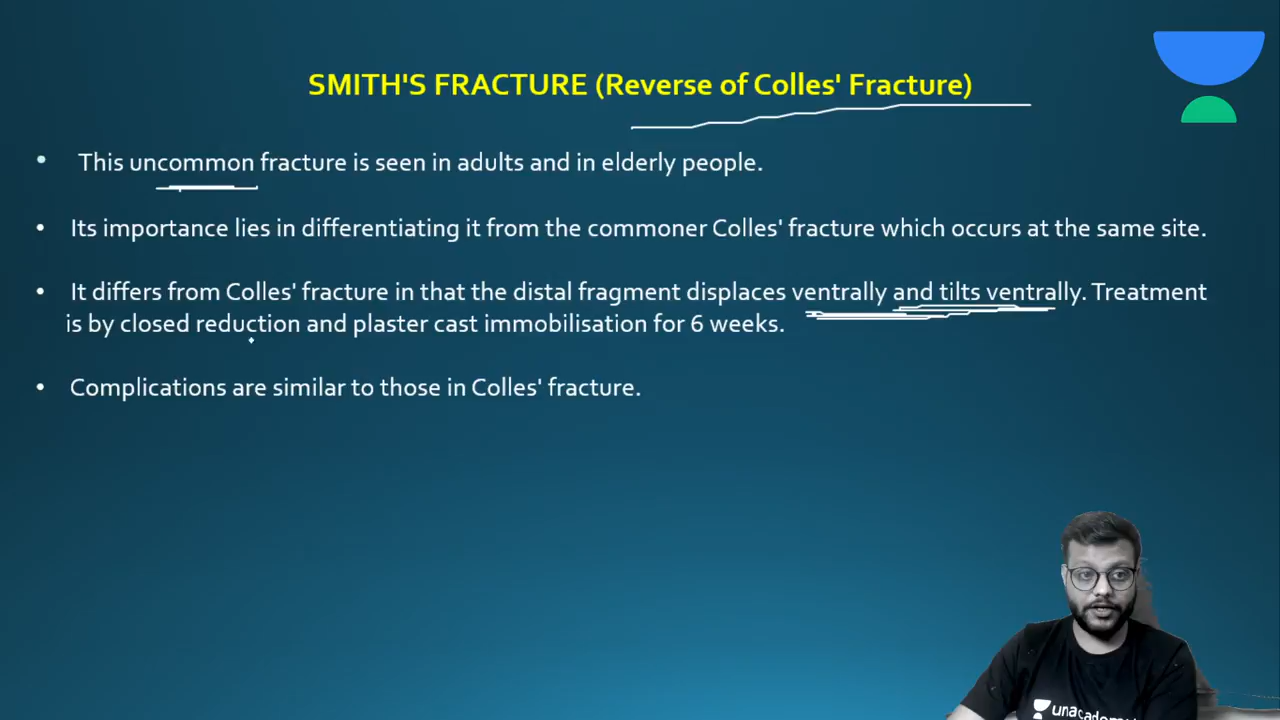 SMITH'S FRACTURE (Reverse of Colles' Fracture)
• This uncommon fracture is seen in adults and in elderly people.
• Its importance lies in differentiating it from the commoner Colles' fracture which occurs at the same site.
• It differs from Colles' fracture in that the distal fragment displaces ventrally and tilts ventrally. Treatment
is by closed reduction and plaster cast immobilisation for 6 weeks.
• Complications are similar to those in Colles' fracture.